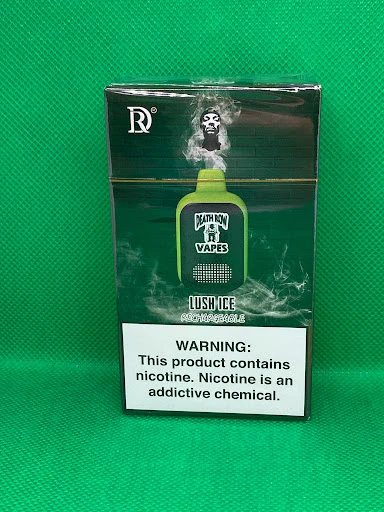 DR®
DEATH ROW
VAPES
LUSH ICE
RECHARGEABLE
WARNING:
This product contains
nicotine. Nicotine is an
addictive chemical.